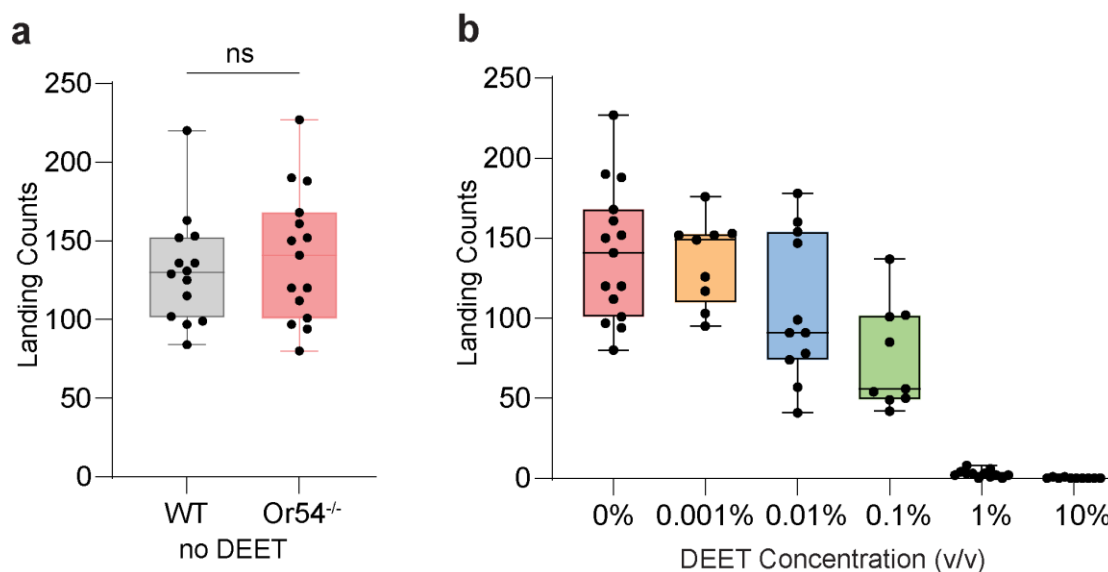 a
ns
250
200
150
100
50
0
Landing Counts
WT Or54-/-
no DEET
b
250
200
150
100
50
0
Landing Counts
0% 0.001% 0.01% 0.1% 1% 10%
DEET Concentration (v/v)